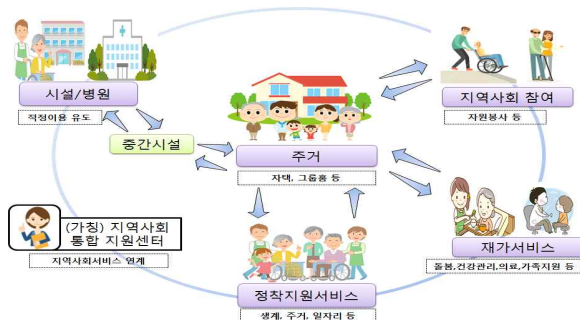 시설/병원
적정이용 유도
중간시설
주거
자택, 그룹홈 등
지역사회 참여
자원봉사 등
(가칭) 지역사회
통합 지원센터
지역사회서비스 연계
정착지원서비스
생계, 주거, 일자리 등
재가서비스
돌봄,건강관리,의료,가족지원 등